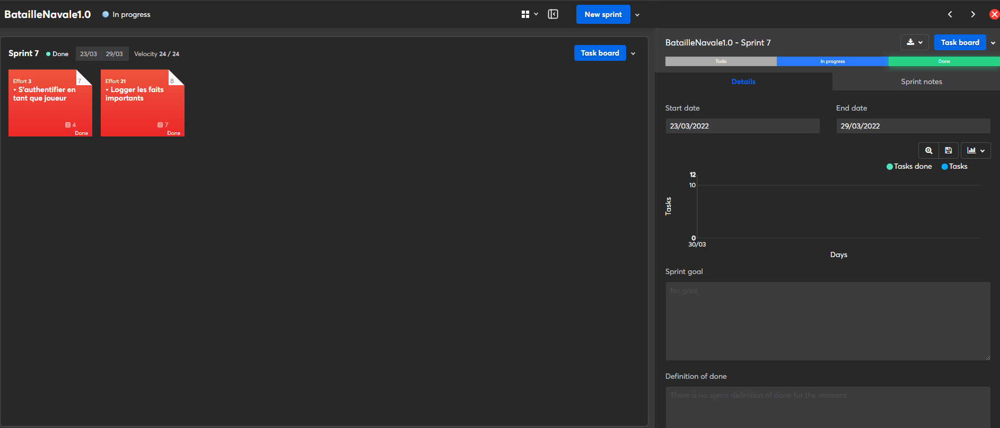 BatailleNavale1.0 In progress New sprint
Sprint 7 Done 23/03 29/03 Velocity 24 / 24 Task board
Effort 3 7
• S'authentifier en
tant que joueur
4
Done
Effort 21 8
• Logger les faits
importants
7
Done
BatailleNavale1.0 - Sprint 7 Task board
Todo In progress Done
Details Sprint notes
Start date End date
23/03/2022 29/03/2022
Tasks done Tasks
12
10
Tasks
0
30/03
Days
Sprint goal
No goal
Definition of done
There is no sprint definition of done for the moment